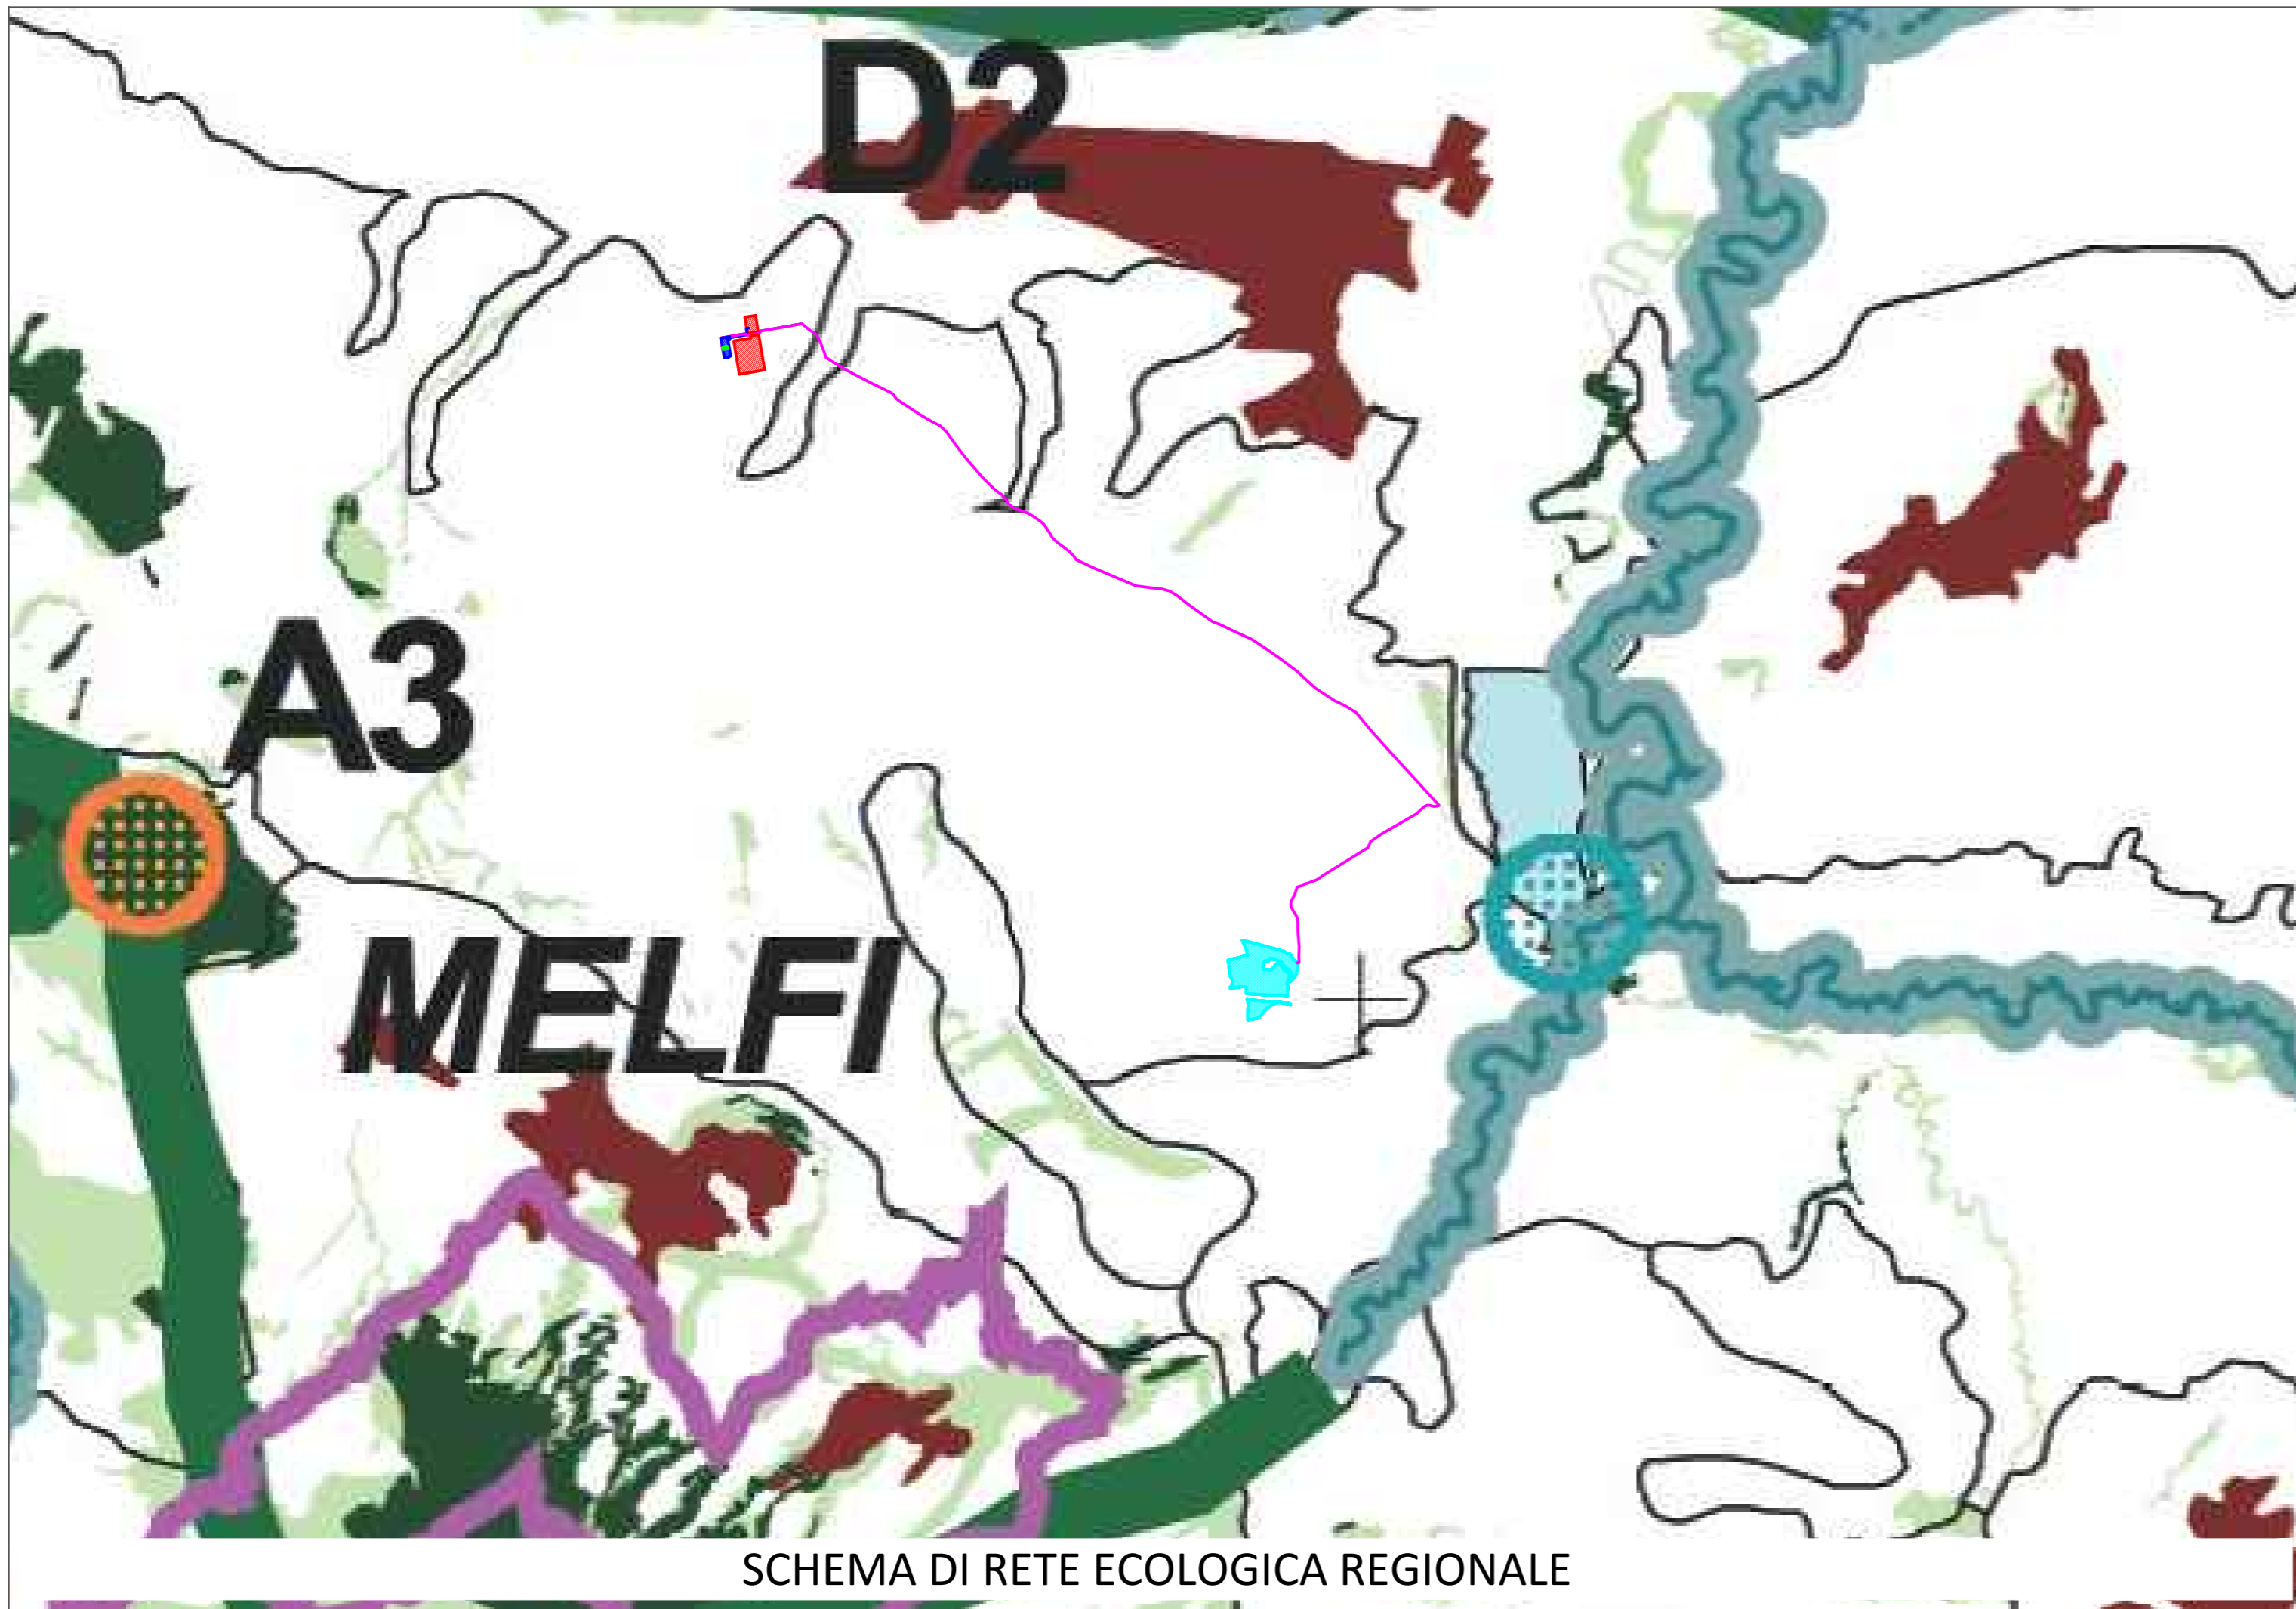 D2
A3
MELFI
SCHEMA DI RETE ECOLOGICA REGIONALE